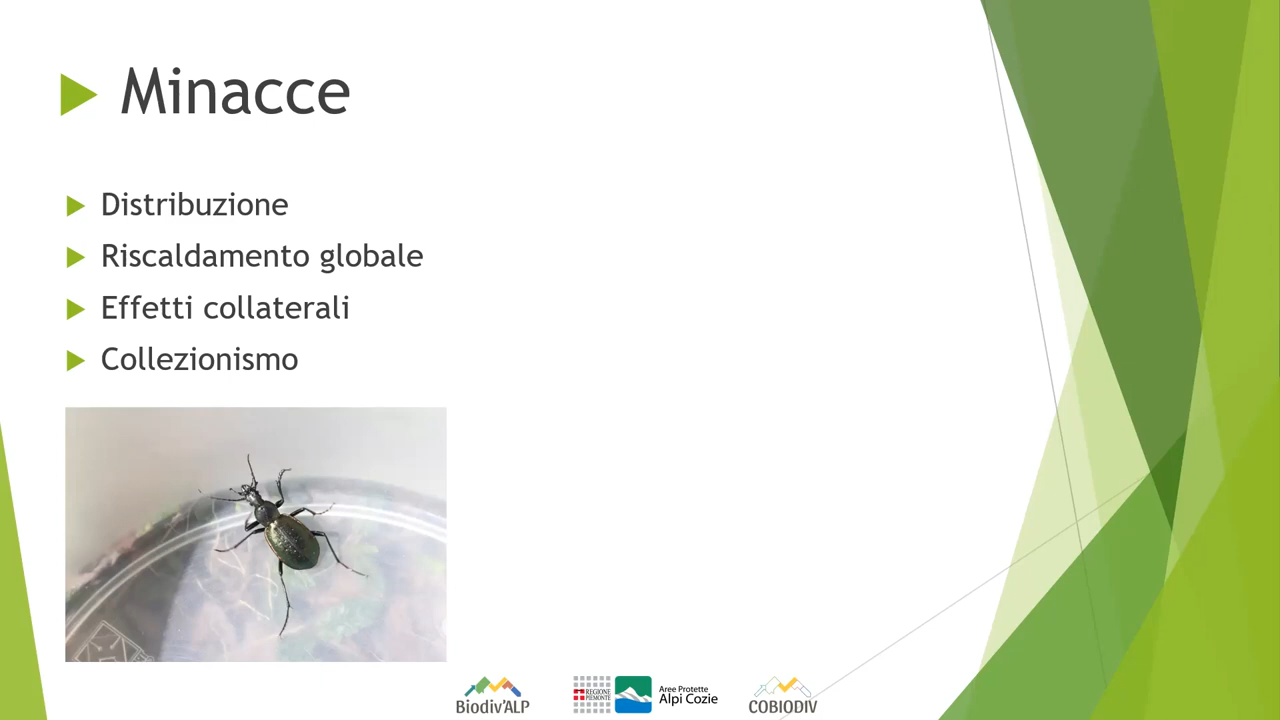 Minacce
Distribuzione
Riscaldamento globale
Effetti collaterali
Collezionismo
Biodiv'ALP
REGIONE
PIEMONTE
Aree Protette
Alpi Cozie
COBIODIV